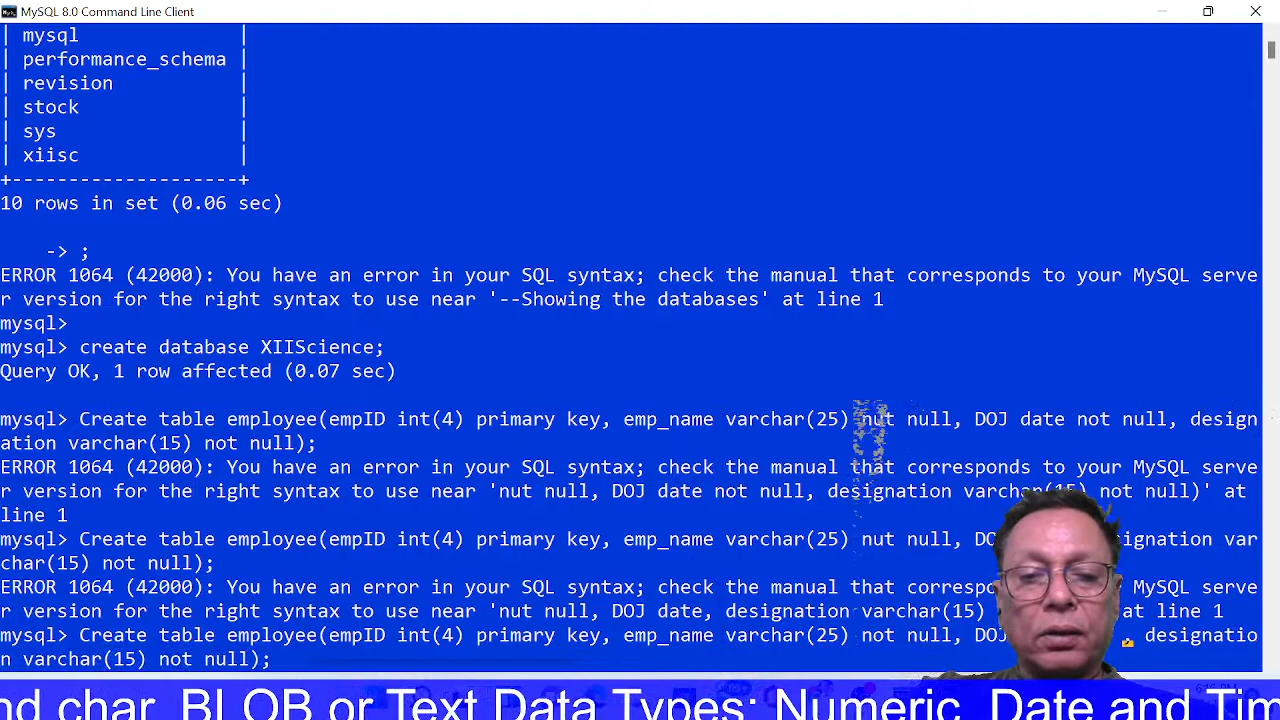 MySQL 8.0 Command Line Client
| mysql |
| performance_schema |
| revision |
| stock |
| sys |
| xiisc |
+--------------------+
10 rows in set (0.06 sec)
-> ;
ERROR 1064 (42000): You have an error in your SQL syntax; check the manual that corresponds to your MySQL serve
r version for the right syntax to use near '--Showing the databases' at line 1
mysql>
mysql> create database XIIScience;
Query OK, 1 row affected (0.07 sec)
mysql> Create table employee(empID int(4) primary key, emp_name varchar(25) nut null, DOJ date not null, design
ation varchar(15) not null);
ERROR 1064 (42000): You have an error in your SQL syntax; check the manual that corresponds to your MySQL serve
r version for the right syntax to use near 'nut null, DOJ date not null, designation varchar(15) not null)' at
line 1
mysql> Create table employee(empID int(4) primary key, emp_name varchar(25) nut null, signation var
char(15) not null);
ERROR 1064 (42000): You have an error in your SQL syntax; check the manual that MySQL serve
r version for the right syntax to use near 'nut null, DOJ date, designation varchar(15) at line 1
mysql> Create table employee(empID int(4) primary key, emp_name varchar(25) not null, designatio
n varchar(15) not null);
nd char, BLOB or Text Data Types: Numeric, Date and Tim